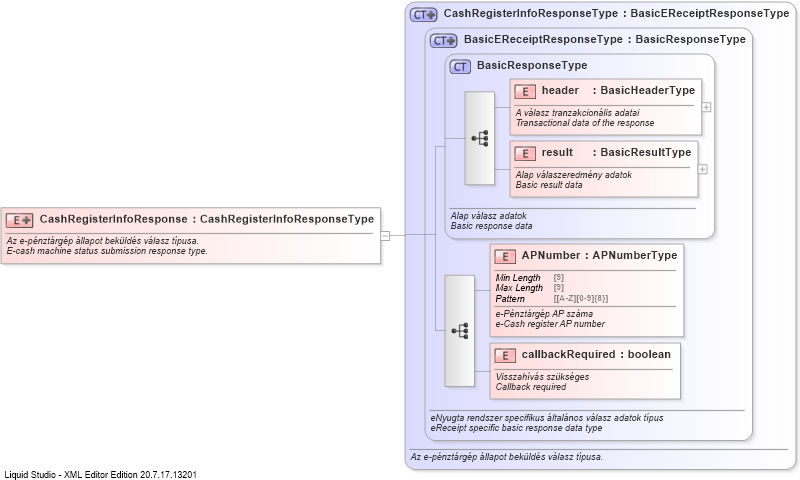 CT+ CashRegisterInfoResponseType : BasicEReceiptResponseType
CT+ BasicEReceiptResponseType : BasicResponseType
CT BasicResponseType
E header : BasicHeaderType
A válasz tranzakcionális adatai
Transactional data of the response
E result : BasicResultType
Alap válaszeredmény adatok
Basic result data
Alap válasz adatok
Basic response data
E+ CashRegisterInfoResponse : CashRegisterInfoResponseType
Az e-pénztárgép állapot beküldés válasz típusa.
E-cash machine status submission response type.
E APNumber : APNumberType
Min Length [9]
Max Length [9]
Pattern [[A-Z][0-9]{8}]
e-Pénztárgép AP száma
e-Cash register AP number
E callbackRequired : boolean
Visszahívás szükséges
Callback required
eNyugta rendszer specifikus általános válasz adatok típus
eReceipt specific basic response data type
Az e-pénztárgép állapot beküldés válasz típusa.
Liquid Studio - XML Editor Edition 20.7.17.13201